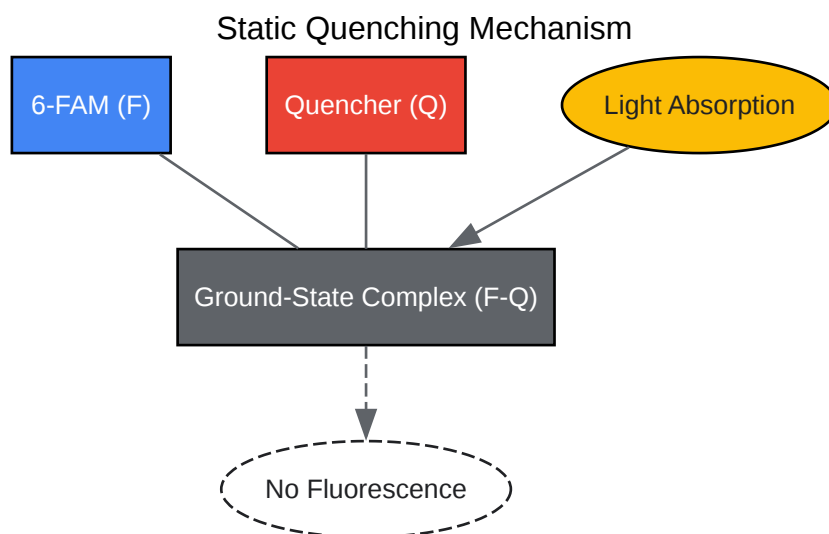 Static Quenching Mechanism
6-FAM (F)
Quencher (Q)
Light Absorption
Ground-State Complex (F-Q)
No Fluorescence